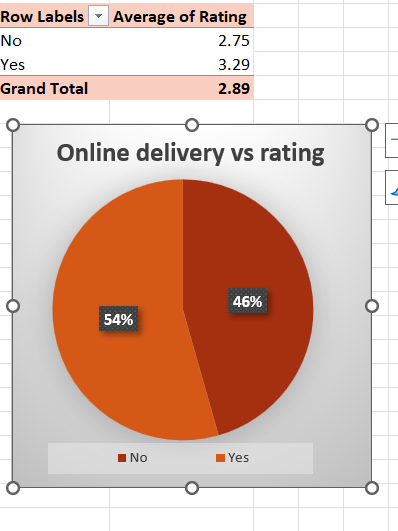 Row Labels Average of Rating
No 2.75
Yes 3.29
Grand Total 2.89
Online delivery vs rating
46%
54%
No Yes